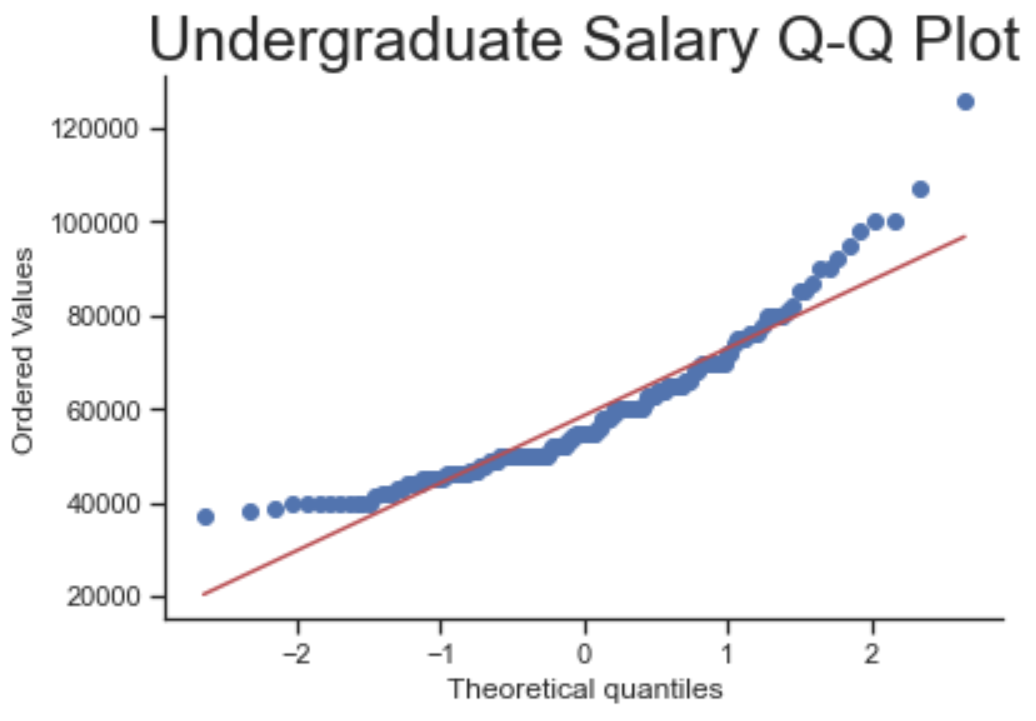 Undergraduate Salary Q-Q Plot
120000
100000
80000
60000
40000
20000
Ordered Values
−2 −1 0 1 2
Theoretical quantiles